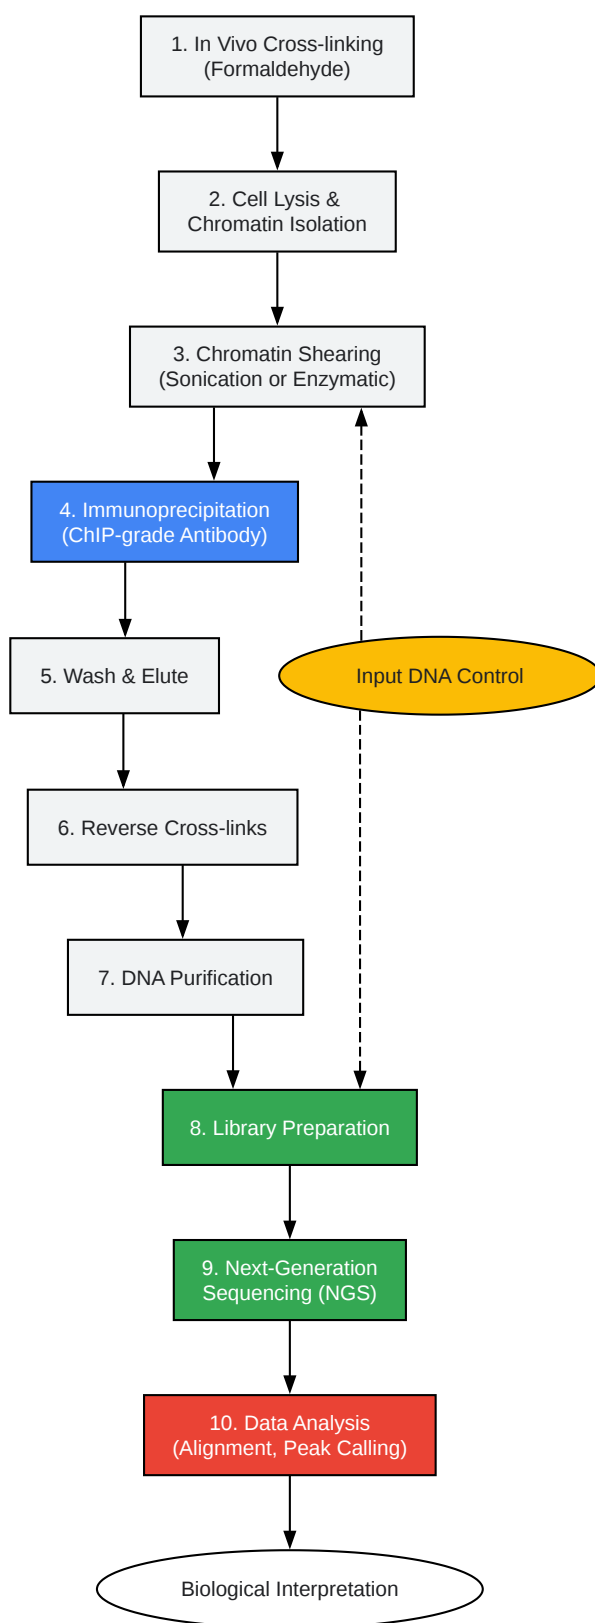 1. In Vivo Cross-linking
(Formaldehyde)
2. Cell Lysis &
Chromatin Isolation
3. Chromatin Shearing
(Sonication or Enzymatic)
4. Immunoprecipitation
(ChIP-grade Antibody)
5. Wash & Elute
Input DNA Control
6. Reverse Cross-links
7. DNA Purification
8. Library Preparation
9. Next-Generation
Sequencing (NGS)
10. Data Analysis
(Alignment, Peak Calling)
Biological Interpretation